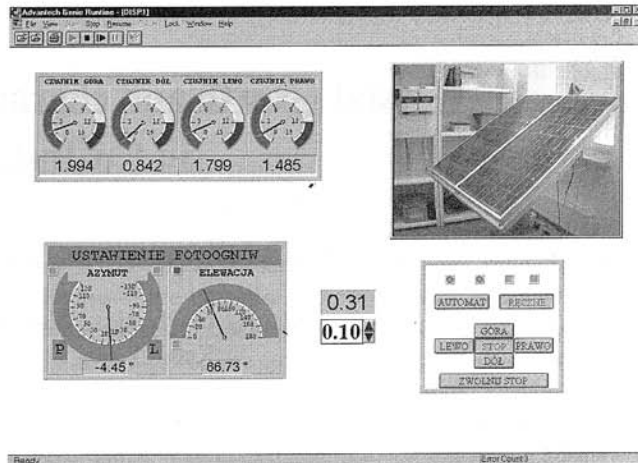 Advantech Genie Runtime - [DISP1]
File View Stop Resume Lock Window Help
CZUJNIK GÓRA CZUJNIK DÓŁ CZUJNIK LEWO CZUJNIK PRAWO
1.994 0.842 1.799 1.485
USTAWIENIE FOTOOGNIW
AZYMUT ELEWACJA
P L
-4.45 ° 66.73 °
0.31
0.10
AUTOMAT RĘCZNE
GÓRA
LEWO STOP PRAWO
DÓŁ
ZWOLNIJ STOP
Ready Error Count: